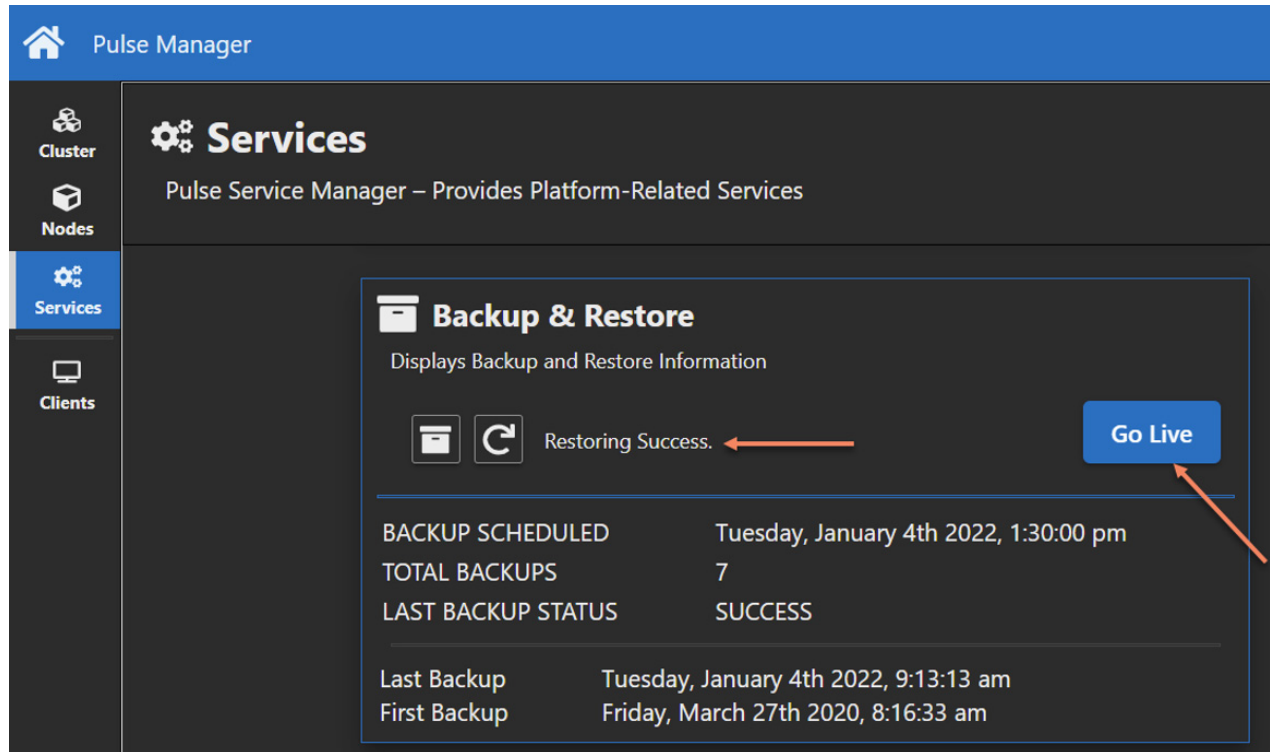 Pulse Manager
Cluster
Nodes
Services
Clients
Services
Pulse Service Manager – Provides Platform-Related Services
Backup & Restore
Displays Backup and Restore Information
Restoring Success.
Go Live
BACKUP SCHEDULED Tuesday, January 4th 2022, 1:30:00 pm
TOTAL BACKUPS 7
LAST BACKUP STATUS SUCCESS
Last Backup Tuesday, January 4th 2022, 9:13:13 am
First Backup Friday, March 27th 2020, 8:16:33 am